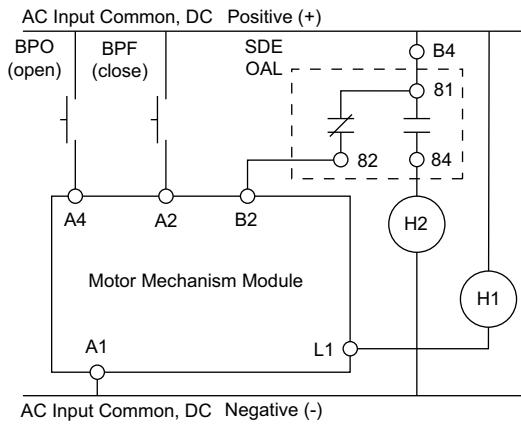 AC Input Common, DC Positive (+)
BPO
(open)
BPF
(close)
SDE
OAL
B4
81
82
84
A4
A2
B2
H2
Motor Mechanism Module
H1
A1
L1
AC Input Common, DC Negative (-)